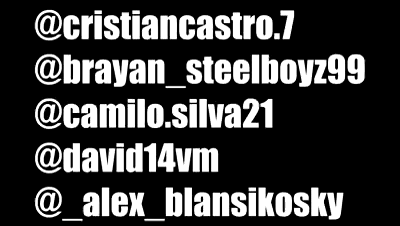 @cristiancastro.7
@brayan_steelboyz99
@camilo.silva21
@david14vm
@_alex_blansikosky